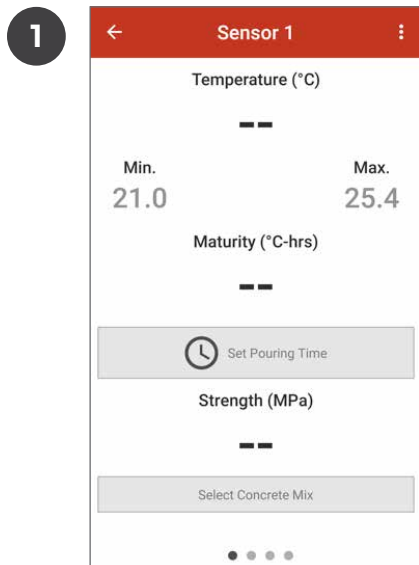 1
Sensor 1
Temperature (°C)
--
Min. Max.
21.0 25.4
Maturity (°C-hrs)
--
Set Pouring Time
Strength (MPa)
--
Select Concrete Mix